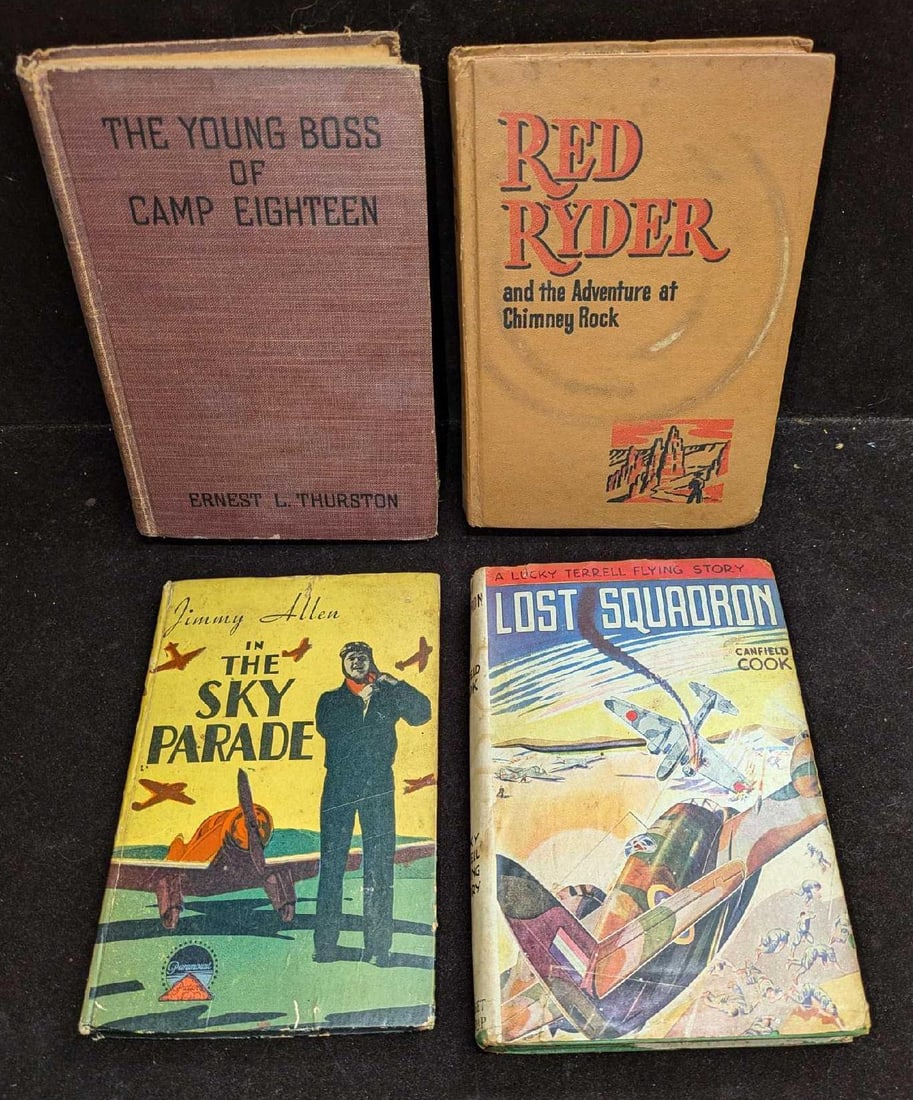 THE YOUNG BOSS
OF
CAMP EIGHTEEN
ERNEST L. THURSTON
RED
RYDER
and the Adventure at
Chimney Rock
Jimmy Allen
IN
THE
SKY
PARADE
Paramount
A LUCKY TERRELL FLYING STORY
LOST SQUADRON
CANFIELD
COOK